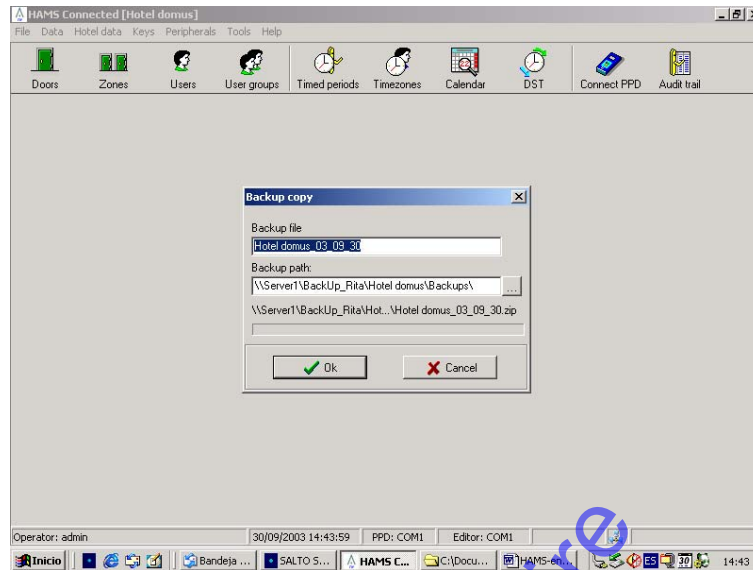 HAMS Connected [Hotel domus]
File Data Hotel data Keys Peripherals Tools Help
Doors Zones Users User groups Timed periods Timezones Calendar DST Connect PPD Audit trail
Backup copy
Backup file
Hotel domus_03_09_30
Backup path:
\\Server1\BackUp_Rita\Hotel domus\Backups\ ...
\\Server1\BackUp_Rita\Hot...\Hotel domus_03_09_30.zip
Ok Cancel
Operator: admin 30/09/2003 14:43:59 PPD: COM1 Editor: COM1
Inicio Bandeja ... SALTO S... HAMS C... C:\Docu... HAMS-en... ES 30 14:43